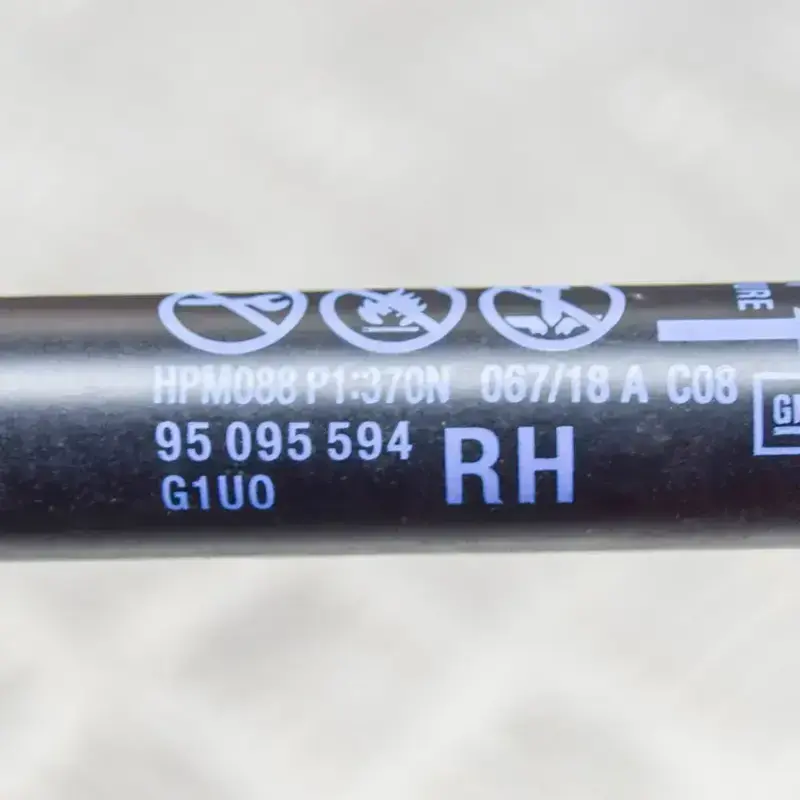 HPM088 P1:370N 067/18 A C08
95 095 594
G1U0
RH